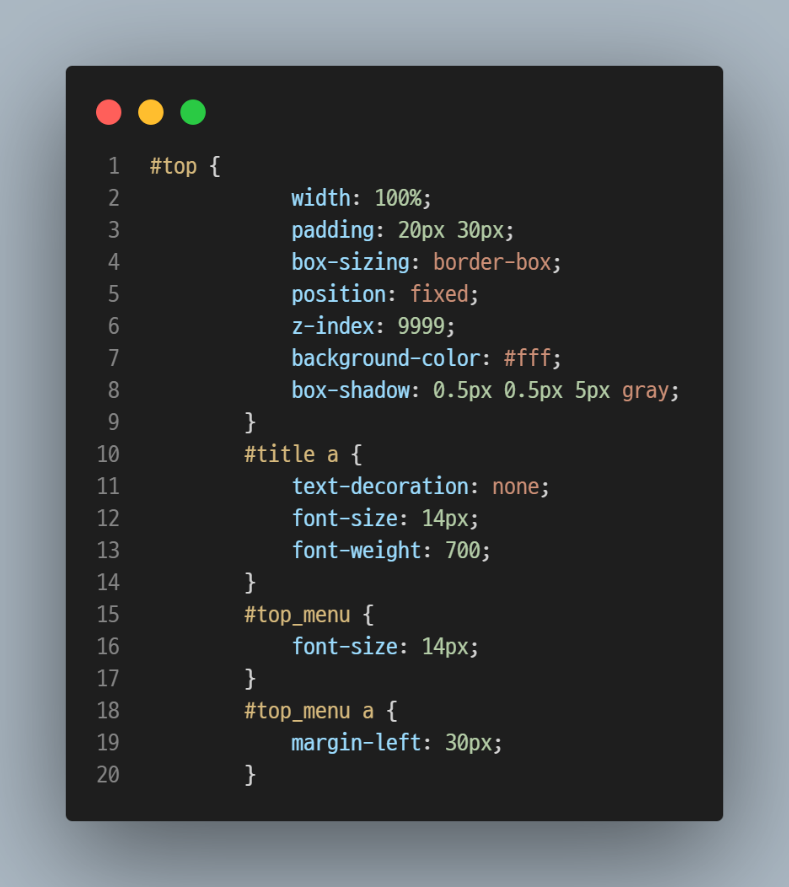 1 #top {
2 width: 100%;
3 padding: 20px 30px;
4 box-sizing: border-box;
5 position: fixed;
6 z-index: 9999;
7 background-color: #fff;
8 box-shadow: 0.5px 0.5px 5px gray;
9 }
10 #title a {
11 text-decoration: none;
12 font-size: 14px;
13 font-weight: 700;
14 }
15 #top_menu {
16 font-size: 14px;
17 }
18 #top_menu a {
19 margin-left: 30px;
20 }